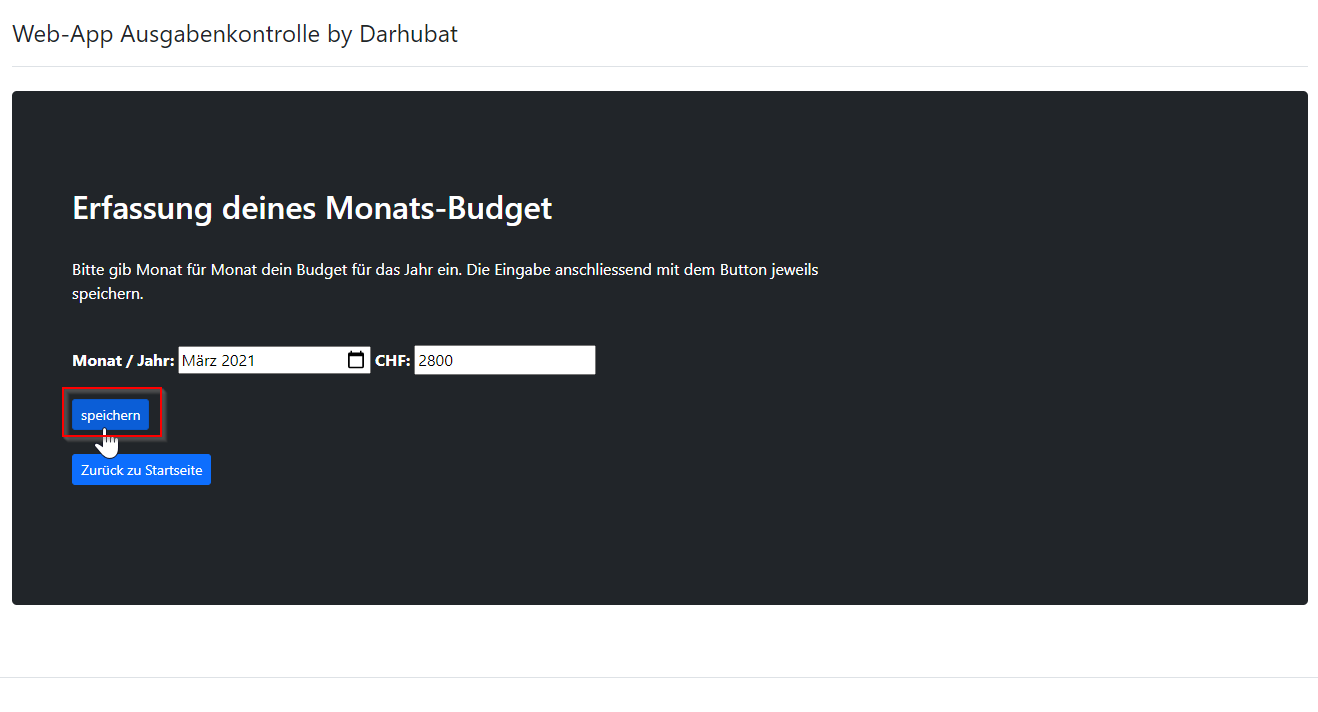 Web-App Ausgabenkontrolle by Darhubat
Erfassung deines Monats-Budget
Bitte gib Monat für Monat dein Budget für das Jahr ein. Die Eingabe anschliessend mit dem Button jeweils
speichern.
Monat / Jahr: März 2021 CHF: 2800
speichern
Zurück zu Startseite